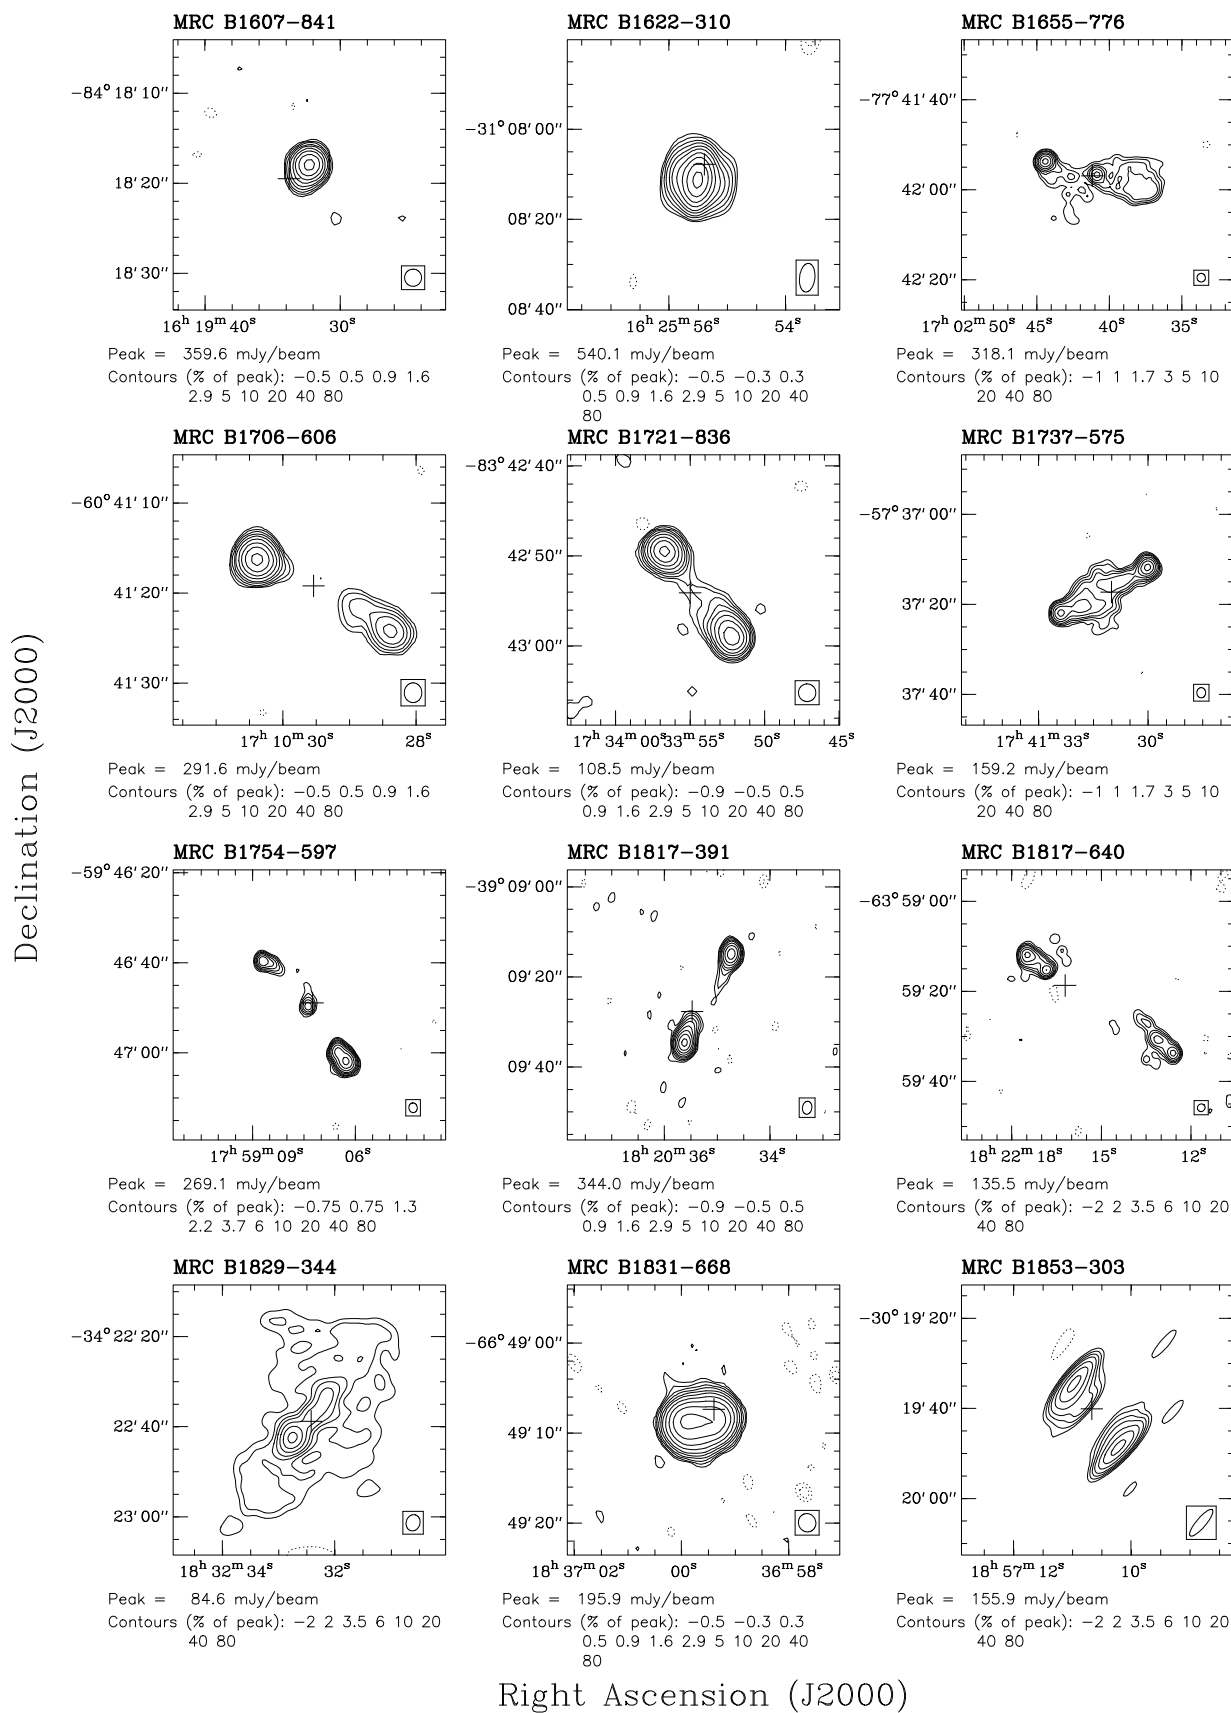 MRC B1607−841
−84° 18′ 10″
18′ 20″
18′ 30″
16h 19m 40s 30s
Peak = 359.6 mJy/beam
Contours (% of peak): −0.5 0.5 0.9 1.6
2.9 5 10 20 40 80
MRC B1622−310
−31° 08′ 00″
08′ 20″
08′ 40″
16h 25m 56s 54s
Peak = 540.1 mJy/beam
Contours (% of peak): −0.5 −0.3 0.3
0.5 0.9 1.6 2.9 5 10 20 40
80
MRC B1655−776
−77° 41′ 40″
42′ 00″
42′ 20″
17h 02m 50s 45s 40s 35s
Peak = 318.1 mJy/beam
Contours (% of peak): −1 1 1.7 3 5 10
20 40 80
MRC B1706−606
−60° 41′ 10″
41′ 20″
41′ 30″
17h 10m 30s 28s
Peak = 291.6 mJy/beam
Contours (% of peak): −0.5 0.5 0.9 1.6
2.9 5 10 20 40 80
MRC B1721−836
−83° 42′ 40″
42′ 50″
43′ 00″
17h 34m 00s 33m 55s 50s 45s
Peak = 108.5 mJy/beam
Contours (% of peak): −0.9 −0.5 0.5
0.9 1.6 2.9 5 10 20 40 80
MRC B1737−575
−57° 37′ 00″
37′ 20″
37′ 40″
17h 41m 33s 30s
Peak = 159.2 mJy/beam
Contours (% of peak): −1 1 1.7 3 5 10
20 40 80
Declination (J2000)
MRC B1754−597
−59° 46′ 20″
46′ 40″
47′ 00″
17h 59m 09s 06s
Peak = 269.1 mJy/beam
Contours (% of peak): −0.75 0.75 1.3
2.2 3.7 6 10 20 40 80
MRC B1817−391
−39° 09′ 00″
09′ 20″
09′ 40″
18h 20m 36s 34s
Peak = 344.0 mJy/beam
Contours (% of peak): −0.9 −0.5 0.5
0.9 1.6 2.9 5 10 20 40 80
MRC B1817−640
−63° 59′ 00″
59′ 20″
59′ 40″
18h 22m 18s 15s 12s
Peak = 135.5 mJy/beam
Contours (% of peak): −2 2 3.5 6 10 20
40 80
MRC B1829−344
−34° 22′ 20″
22′ 40″
23′ 00″
18h 32m 34s 32s
Peak = 84.6 mJy/beam
Contours (% of peak): −2 2 3.5 6 10 20
40 80
MRC B1831−668
−66° 49′ 00″
49′ 10″
49′ 20″
18h 37m 02s 00s 36m 58s
Peak = 195.9 mJy/beam
Contours (% of peak): −0.5 −0.3 0.3
0.5 0.9 1.6 2.9 5 10 20 40
80
MRC B1853−303
−30° 19′ 20″
19′ 40″
20′ 00″
18h 57m 12s 10s
Peak = 155.9 mJy/beam
Contours (% of peak): −2 2 3.5 6 10 20
40 80
Right Ascension (J2000)